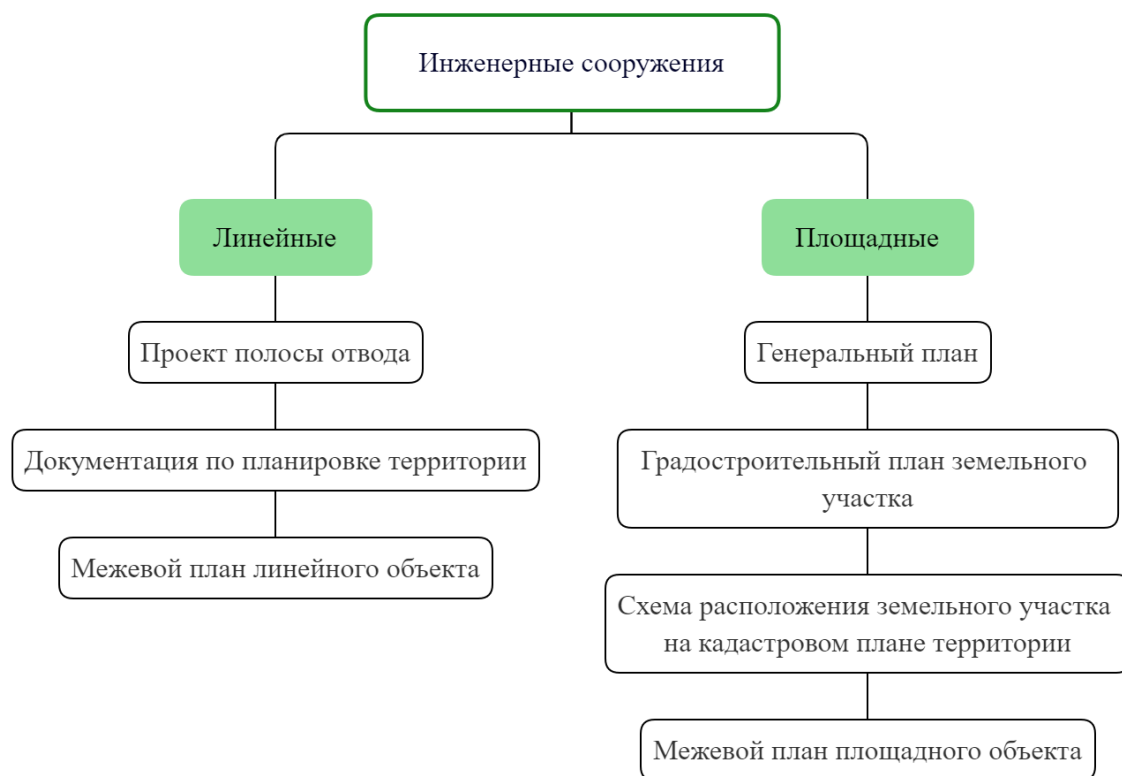 Инженерные сооружения
Линейные
Площадные
Проект полосы отвода
Генеральный план
Документация по планировке территории
Градостроительный план земельного
участка
Межевой план линейного объекта
Схема расположения земельного участка
на кадастровом плане территории
Межевой план площадного объекта